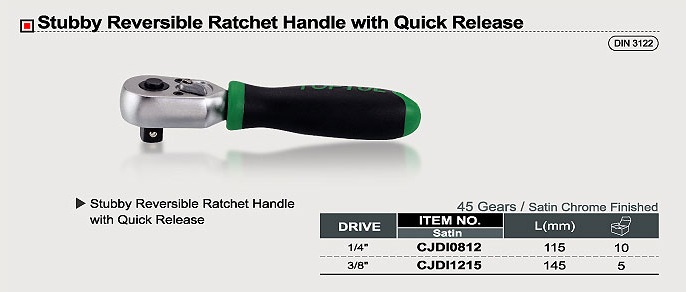 Stubby Reversible Ratchet Handle with Quick Release
DIN 3122
TOPTUL
Stubby Reversible Ratchet Handle
with Quick Release
45 Gears / Satin Chrome Finished
DRIVE ITEM NO. L(mm)
Satin
1/4" CJDI0812 115 10
3/8" CJDI1215 145 5